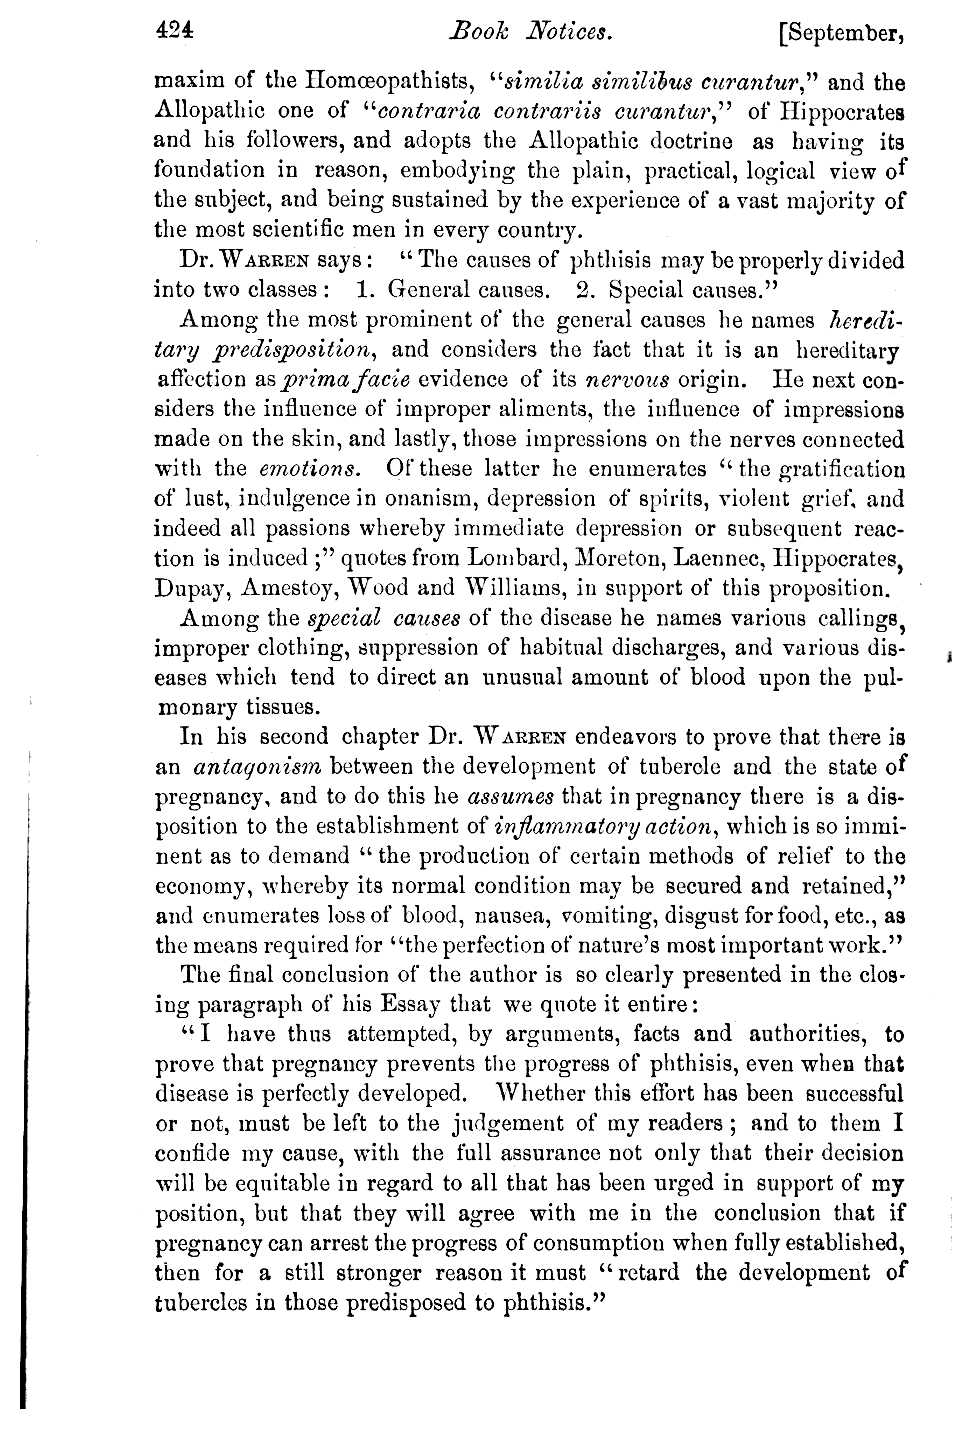 424 Book Notices. [September,
maxim of the Homœopathists, “similia similibus curantur,” and the
Allopathic one of “contraria contrariis curantur,” of Hippocrates
and his followers, and adopts the Allopathic doctrine as having its
foundation in reason, embodying the plain, practical, logical view of
the subject, and being sustained by the experience of a vast majority of
the most scientific men in every country.
Dr. WARREN says: “The causes of phthisis may be properly divided
into two classes: 1. General causes. 2. Special causes.”
Among the most prominent of the general causes he names heredi-
tary predisposition, and considers the fact that it is an hereditary
affection as prima facie evidence of its nervous origin. He next con-
siders the influence of improper aliments, the influence of impressions
made on the skin, and lastly, those impressions on the nerves connected
with the emotions. Of these latter he enumerates “the gratification
of lust, indulgence in onanism, depression of spirits, violent grief, and
indeed all passions whereby immediate depression or subsequent reac-
tion is induced;” quotes from Lombard, Moreton, Laennec, Hippocrates,
Dupay, Amestoy, Wood and Williams, in support of this proposition.
Among the special causes of the disease he names various callings,
improper clothing, suppression of habitual discharges, and various dis-
eases which tend to direct an unusual amount of blood upon the pul-
monary tissues.
In his second chapter Dr. WARREN endeavors to prove that there is
an antagonism between the development of tubercle and the state of
pregnancy, and to do this he assumes that in pregnancy there is a dis-
position to the establishment of inflammatory action, which is so immi-
nent as to demand “the production of certain methods of relief to the
economy, whereby its normal condition may be secured and retained,”
and enumerates loss of blood, nausea, vomiting, disgust for food, etc., as
the means required for “the perfection of nature’s most important work.”
The final conclusion of the author is so clearly presented in the clos-
ing paragraph of his Essay that we quote it entire:
“I have thus attempted, by arguments, facts and authorities, to
prove that pregnancy prevents the progress of phthisis, even when that
disease is perfectly developed. Whether this effort has been successful
or not, must be left to the judgement of my readers; and to them I
confide my cause, with the full assurance not only that their decision
will be equitable in regard to all that has been urged in support of my
position, but that they will agree with me in the conclusion that if
pregnancy can arrest the progress of consumption when fully established,
then for a still stronger reason it must “retard the development of
tubercles in those predisposed to phthisis.”